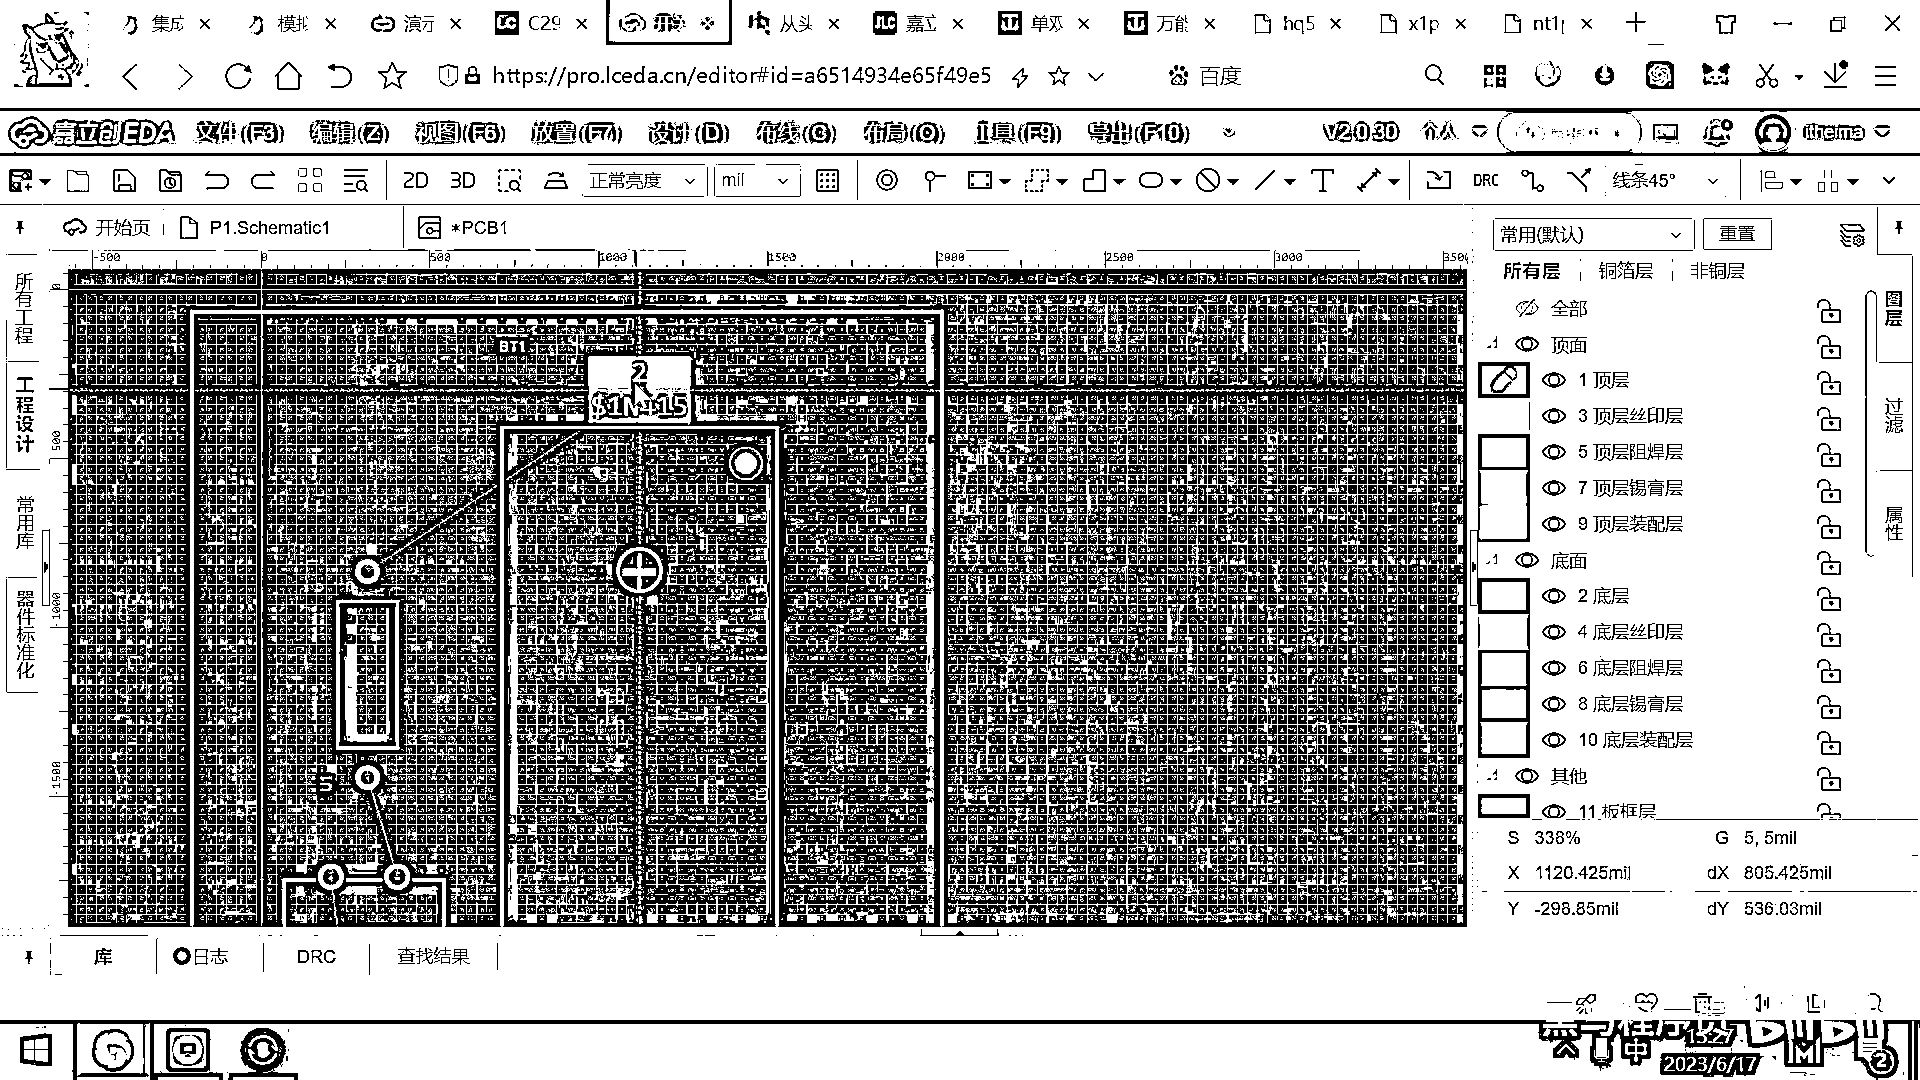 集成 模拟 演示 C29 从头 嘉立 单双 万能 hq5 x1p nt1p
https://pro.lceda.cn/editor#id=a6514934e65f49e5 百度
嘉立创EDA 文件(F3) 编辑(Z) 视图(F6) 放置(F7) 设计(D) 布线(G) 布局(O) 工具(F9) 导出(F10) V2.0.30 个人 itheima
2D 3D 正常亮度 mil DRC 线条45°
开始页 P1.Schematic1 *PCB1
常用(默认) 重置
-500 0 500 1000 1500 2000 2500 3000 3500
所有层 铜箔层 非铜层
全部
顶面
1 顶层
3 顶层丝印层
5 顶层阻焊层
7 顶层锡膏层
9 顶层装配层
底面
2 底层
4 底层丝印层
6 底层阻焊层
8 底层锡膏层
10 底层装配层
其他
11 板框层
图层
过滤
属性
所有工程
工程设计
常用库
器件标准化
BT1
2
S 338% G 5, 5mil
X 1120.425mil dX 805.425mil
Y -298.85mil dY 536.03mil
库 日志 DRC 查找结果
中
2023/6/17